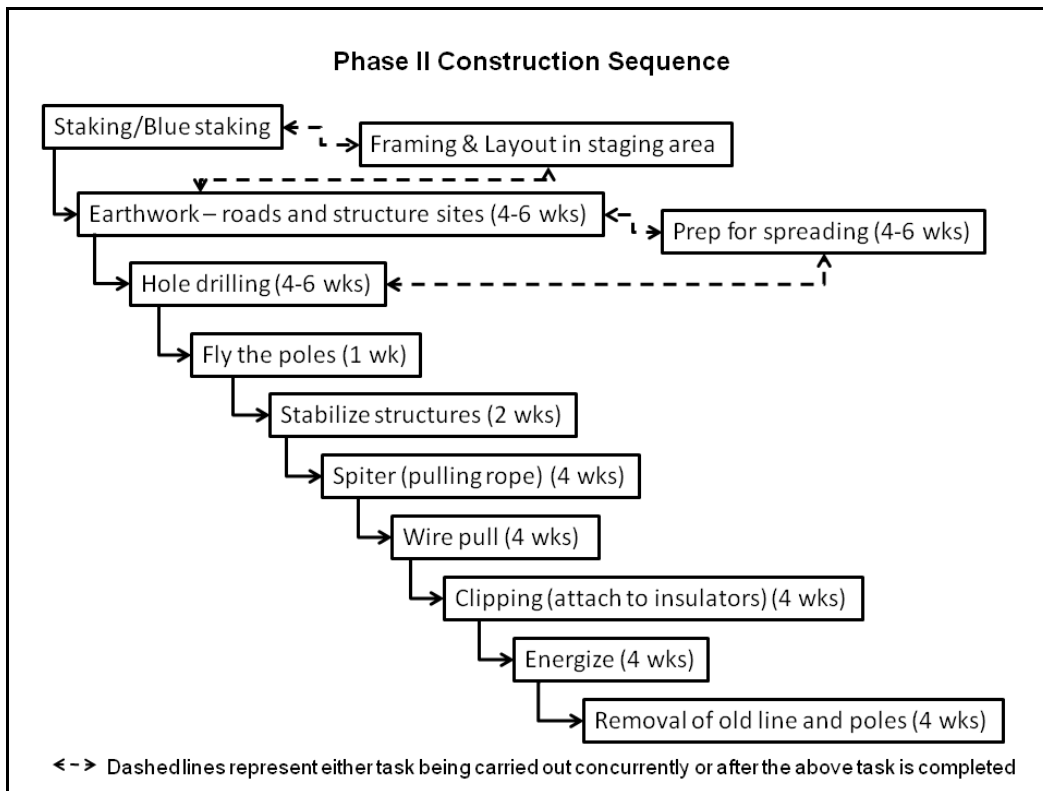 Phase II Construction Sequence
Staking/Blue staking
Framing & Layout in staging area
Earthwork – roads and structure sites (4-6 wks)
Prep for spreading (4-6 wks)
Hole drilling (4-6 wks)
Fly the poles (1 wk)
Stabilize structures (2 wks)
Spiter (pulling rope) (4 wks)
Wire pull (4 wks)
Clipping (attach to insulators) (4 wks)
Energize (4 wks)
Removal of old line and poles (4 wks)
Dashed lines represent either task being carried out concurrently or after the above task is completed